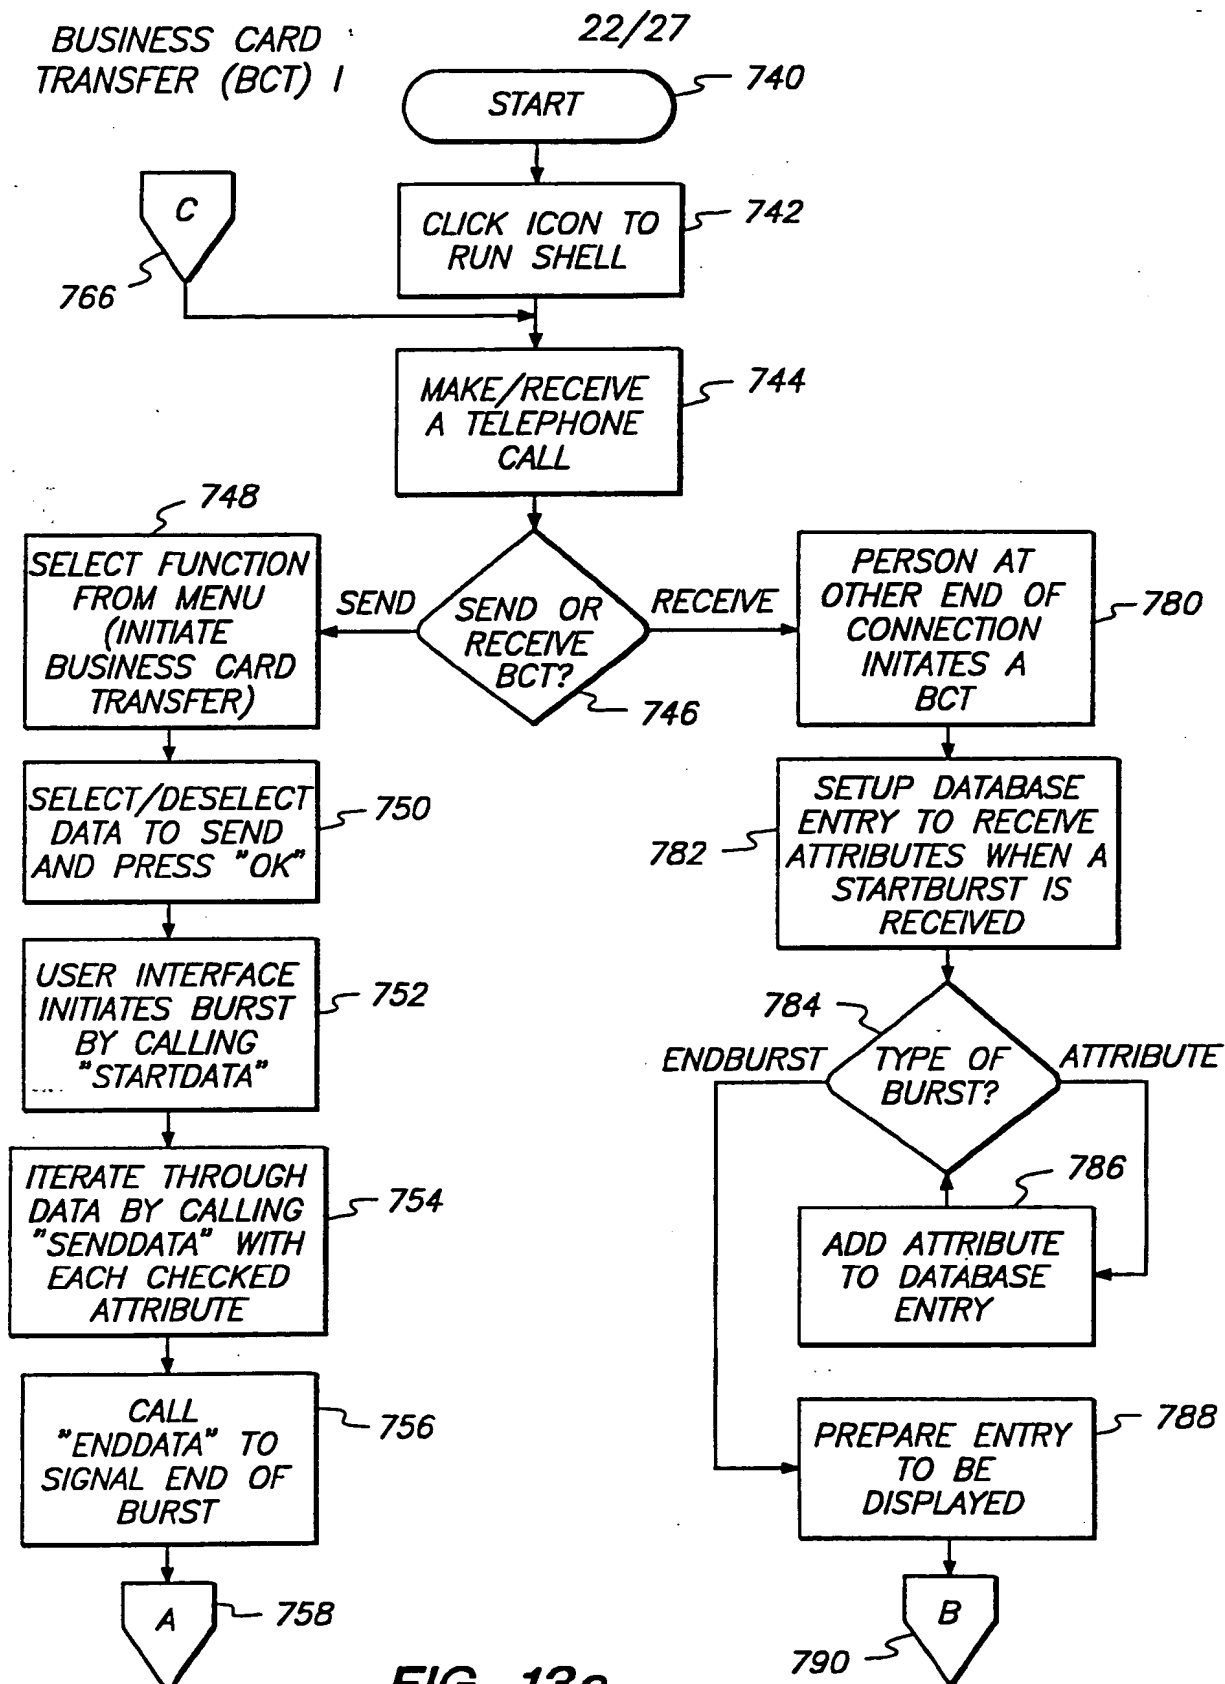 BUSINESS CARD
TRANSFER (BCT) I
22/27
START
740
CLICK ICON TO
RUN SHELL
742
C
766
MAKE/RECEIVE
A TELEPHONE
CALL
744
SEND OR
RECEIVE
BCT?
746
SEND
RECEIVE
748
SELECT FUNCTION
FROM MENU
(INITIATE
BUSINESS CARD
TRANSFER)
SELECT/DESELECT
DATA TO SEND
AND PRESS "OK"
750
USER INTERFACE
INITIATES BURST
BY CALLING
"STARTDATA"
752
ITERATE THROUGH
DATA BY CALLING
"SENDDATA" WITH
EACH CHECKED
ATTRIBUTE
754
CALL
"ENDDATA" TO
SIGNAL END OF
BURST
756
A
758
PERSON AT
OTHER END OF
CONNECTION
INITATES A
BCT
780
SETUP DATABASE
ENTRY TO RECEIVE
ATTRIBUTES WHEN A
STARTBURST IS
RECEIVED
782
784
TYPE OF
BURST?
ENDBURST
ATTRIBUTE
786
ADD ATTRIBUTE
TO DATABASE
ENTRY
PREPARE ENTRY
TO BE
DISPLAYED
788
B
790
FIG.